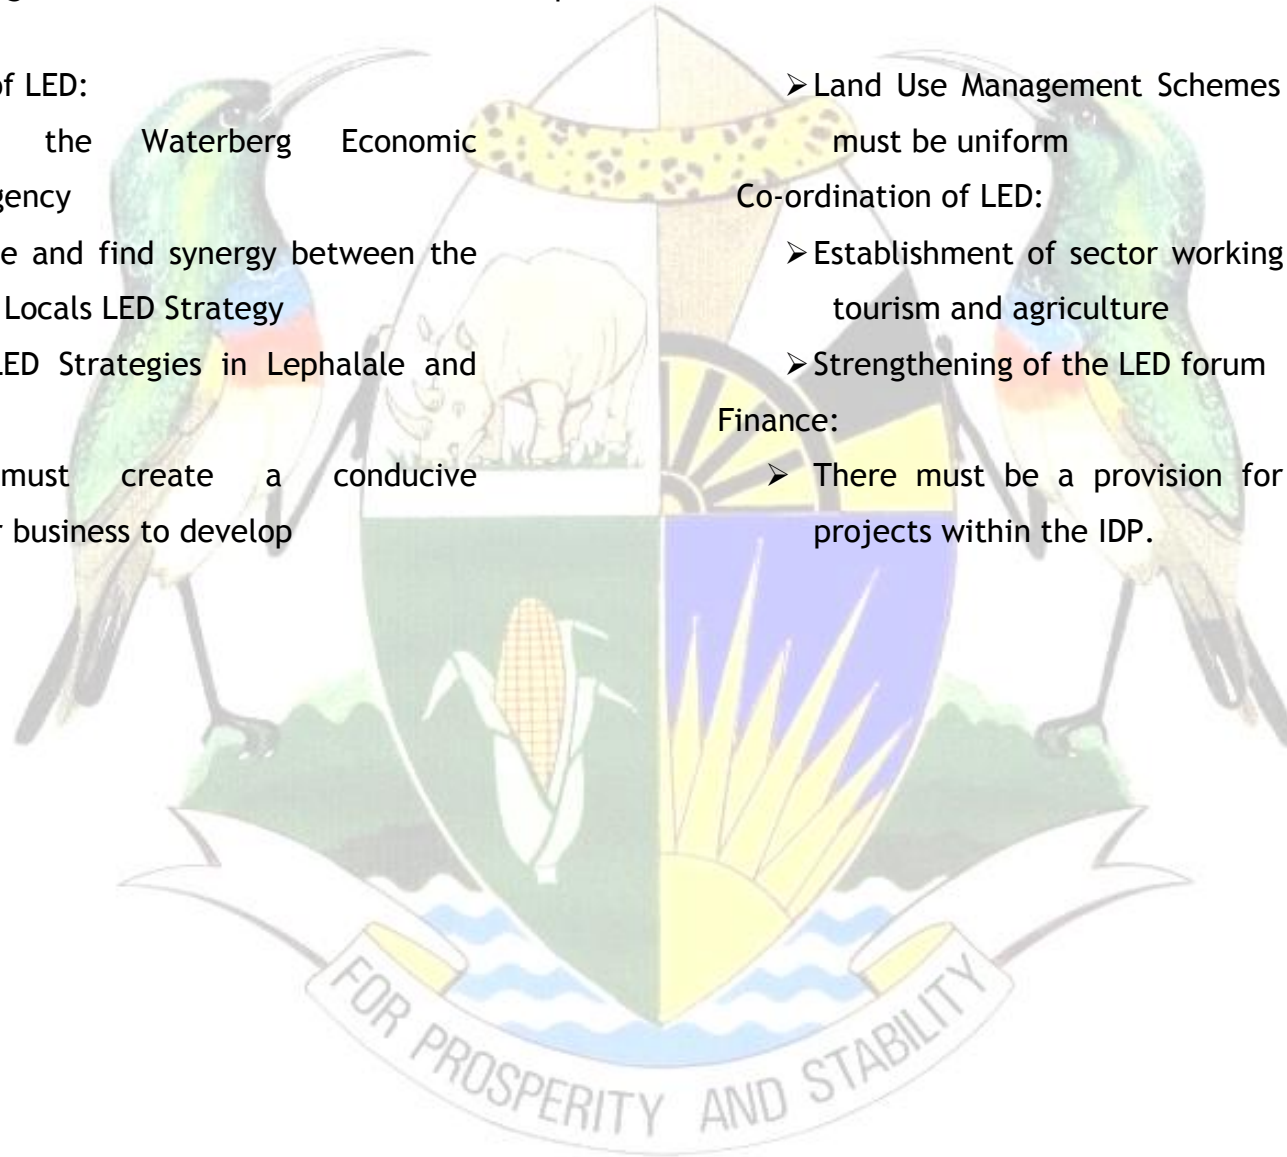 of LED:
the Waterberg Economic
gency
e and find synergy between the
Locals LED Strategy
LED Strategies in Lephalale and
must create a conducive
business to develop
➢ Land Use Management Schemes
must be uniform
Co-ordination of LED:
➢ Establishment of sector working
tourism and agriculture
➢ Strengthening of the LED forum
Finance:
➢ There must be a provision for
projects within the IDP.
FOR PROSPERITY AND STABILITY